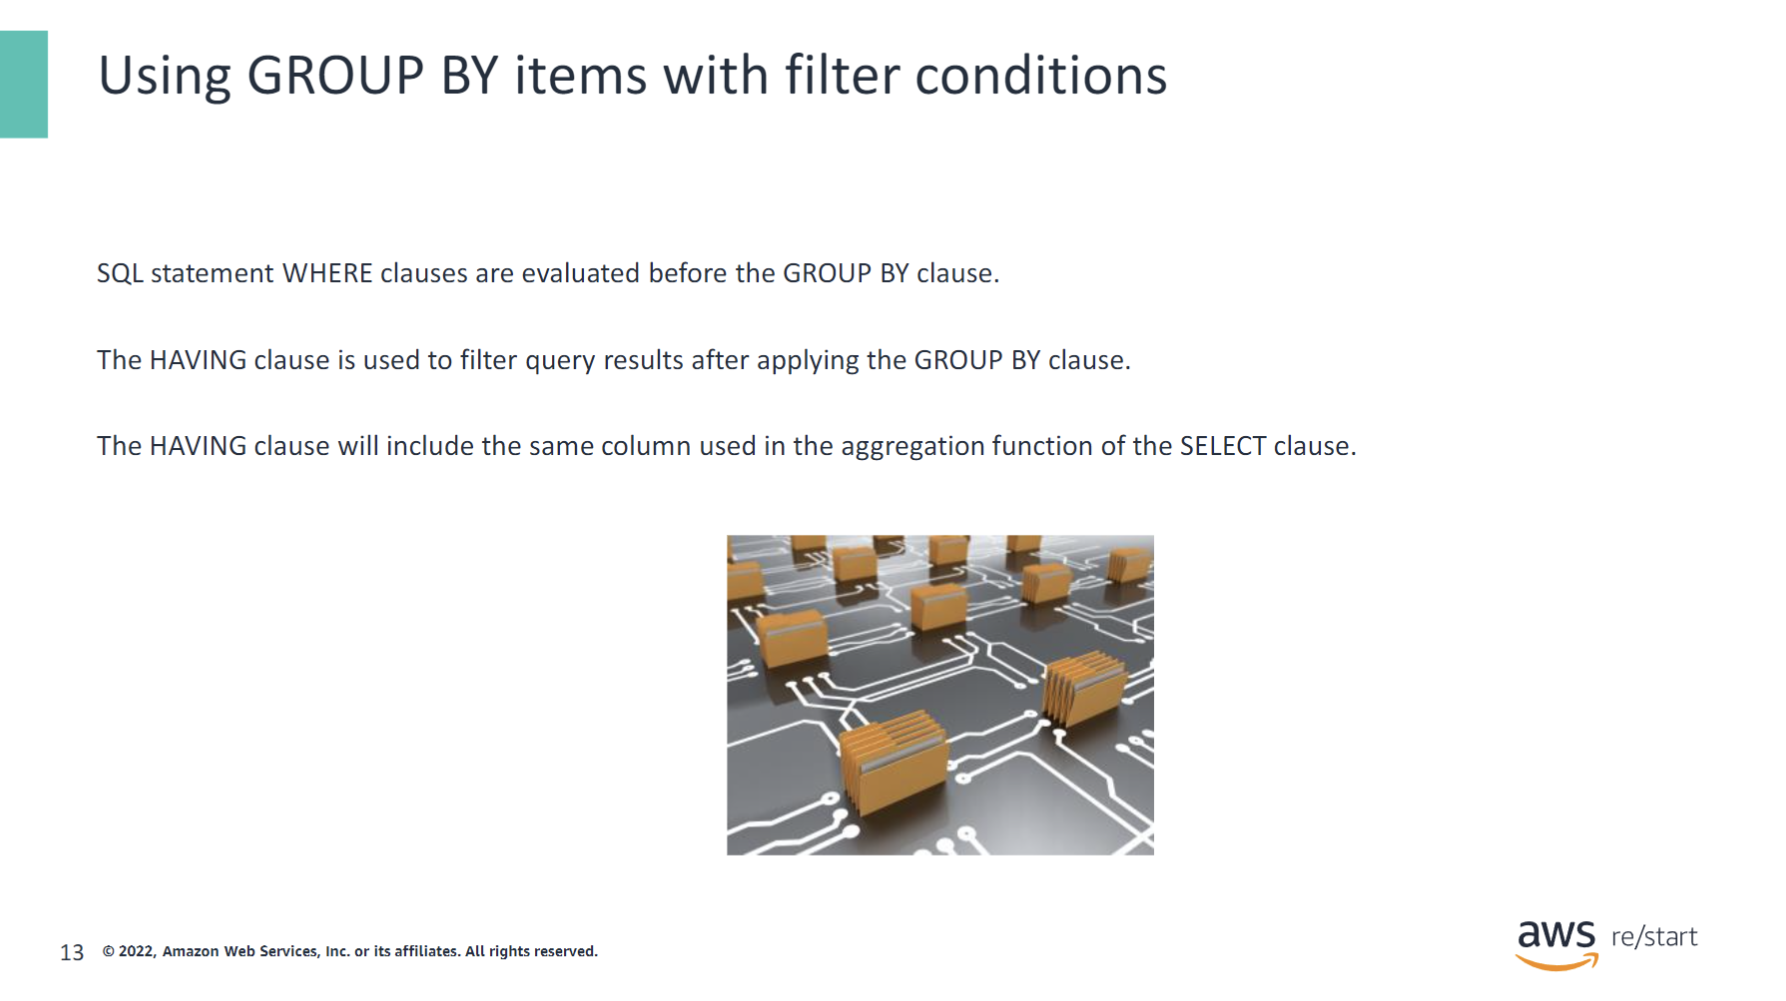 Using GROUP BY items with filter conditions
SQL statement WHERE clauses are evaluated before the GROUP BY clause.
The HAVING clause is used to filter query results after applying the GROUP BY clause.
The HAVING clause will include the same column used in the aggregation function of the SELECT clause.
13 © 2022, Amazon Web Services, Inc. or its affiliates. All rights reserved.
aws re/start